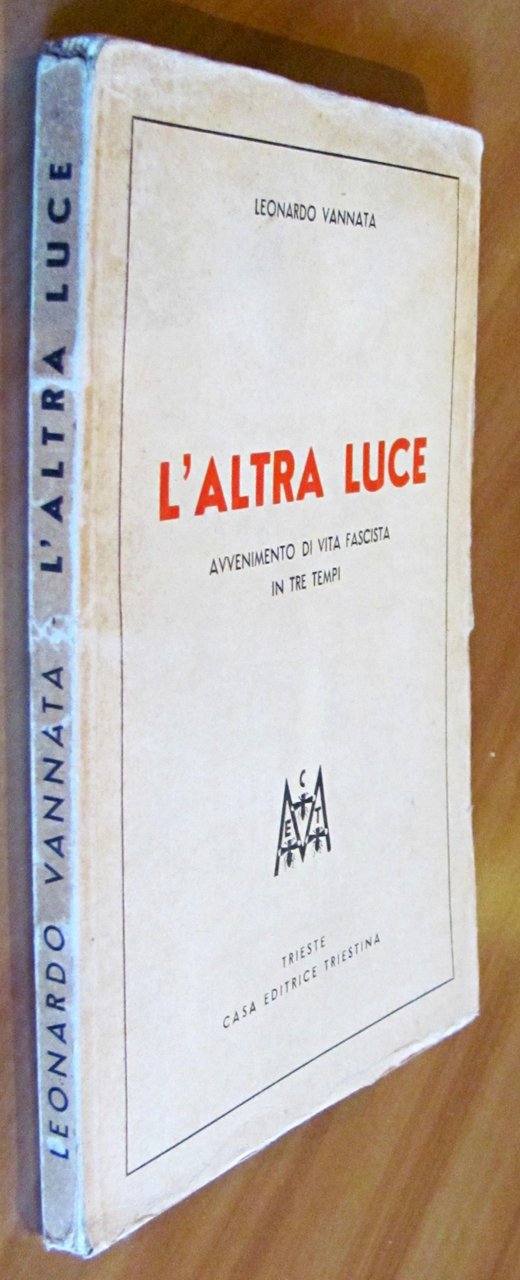 LEONARDO VANNATA L'ALTRA LUCE
LEONARDO VANNATA
L'ALTRA LUCE
AVVENIMENTO DI VITA FASCISTA
IN TRE TEMPI
C
E T
TRIESTE
CASA EDITRICE TRIESTINA